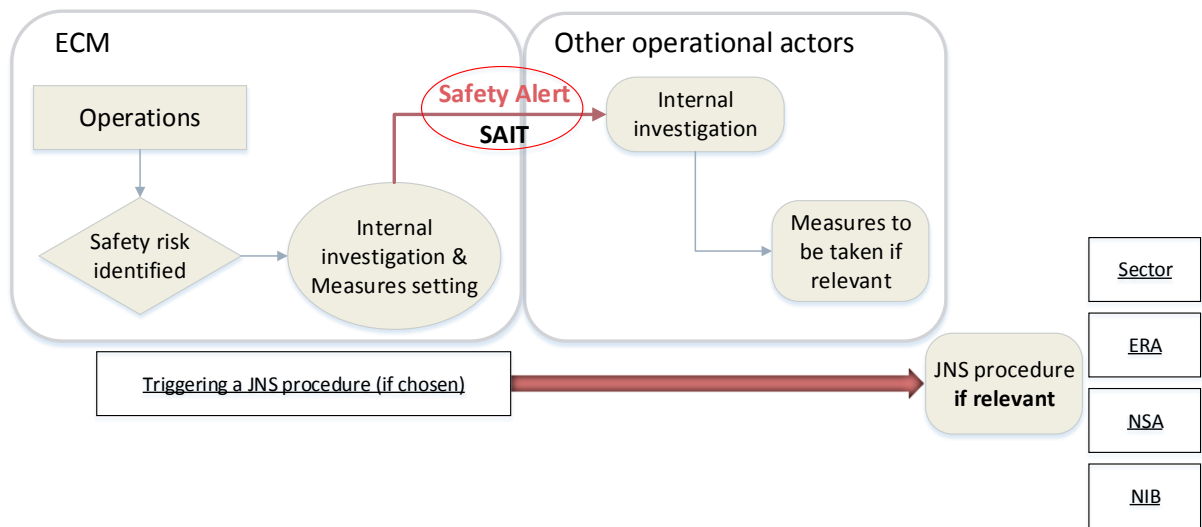 ECM
Other operational actors
Operations
Safety Alert
SAIT
Internal
investigation
Safety risk
identified
Internal
investigation &
Measures setting
Measures to
be taken if
relevant
Triggering a JNS procedure (if chosen)
JNS procedure
if relevant
Sector
ERA
NSA
NIB